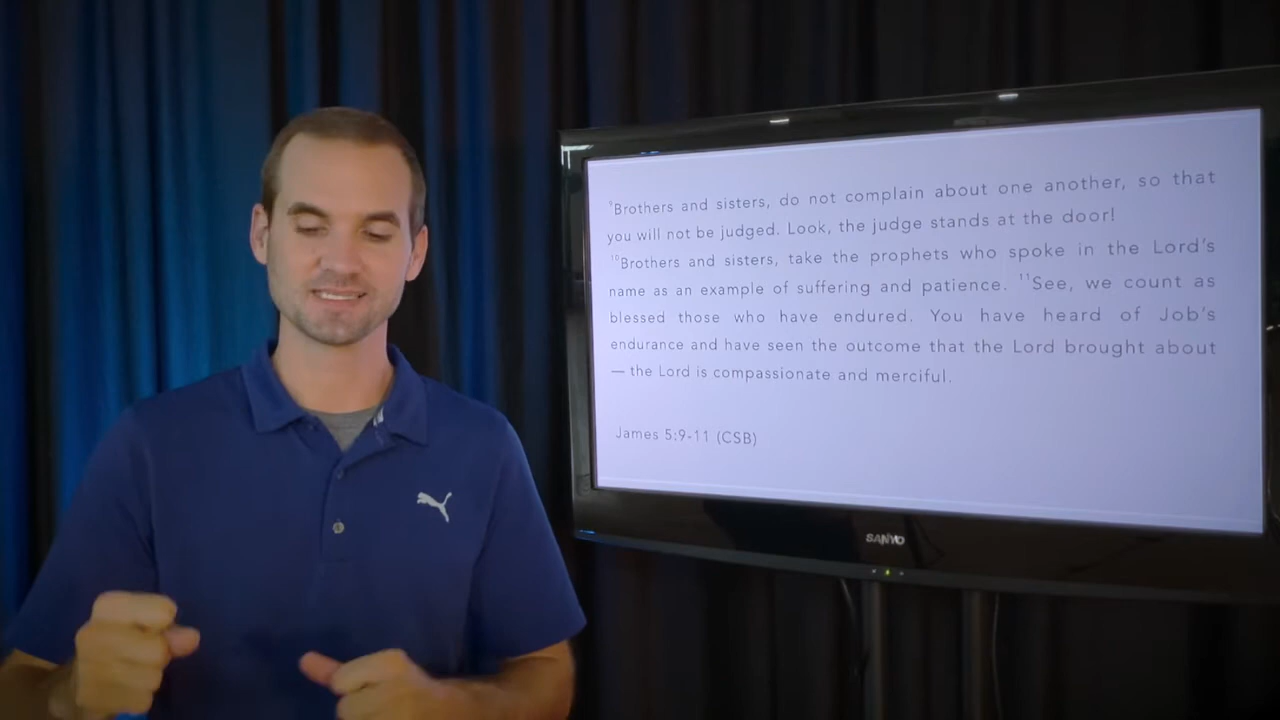 ⁹Brothers and sisters, do not complain about one another, so that
you will not be judged. Look, the judge stands at the door!
¹⁰Brothers and sisters, take the prophets who spoke in the Lord's
name as an example of suffering and patience. ¹¹See, we count as
blessed those who have endured. You have heard of Job's
endurance and have seen the outcome that the Lord brought about
— the Lord is compassionate and merciful.
James 5:9-11 (CSB)
SANYO